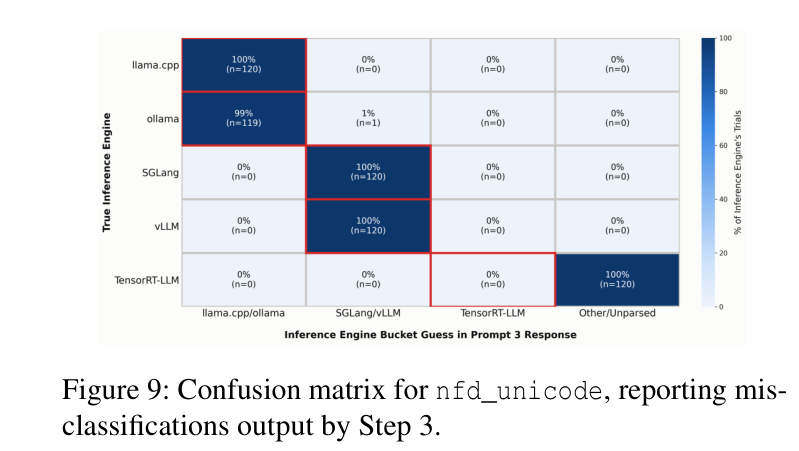 True Inference Engine
llama.cpp
100%
(n=120)
0%
(n=0)
0%
(n=0)
0%
(n=0)
ollama
99%
(n=119)
1%
(n=1)
0%
(n=0)
0%
(n=0)
SGLang
0%
(n=0)
100%
(n=120)
0%
(n=0)
0%
(n=0)
vLLM
0%
(n=0)
100%
(n=120)
0%
(n=0)
0%
(n=0)
TensorRT-LLM
0%
(n=0)
0%
(n=0)
0%
(n=0)
100%
(n=120)
llama.cpp/ollama
SGLang/vLLM
TensorRT-LLM
Other/Unparsed
Inference Engine Bucket Guess in Prompt 3 Response
100
80
60
40
20
0
% of Inference Engine's Trials
Figure 9: Confusion matrix for nfd_unicode, reporting mis-
classifications output by Step 3.